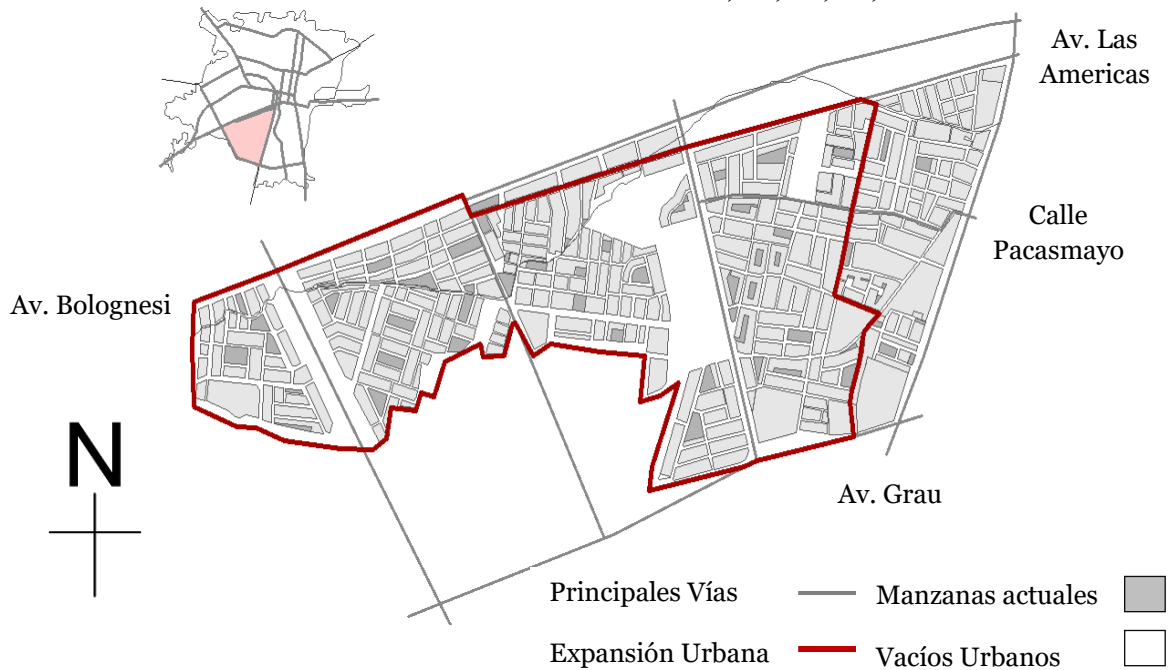 Av. Las
Americas
Calle
Pacasmayo
Av. Bolognesi
N
Av. Grau
Principales Vías
Manzanas actuales
Expansión Urbana
Vacíos Urbanos